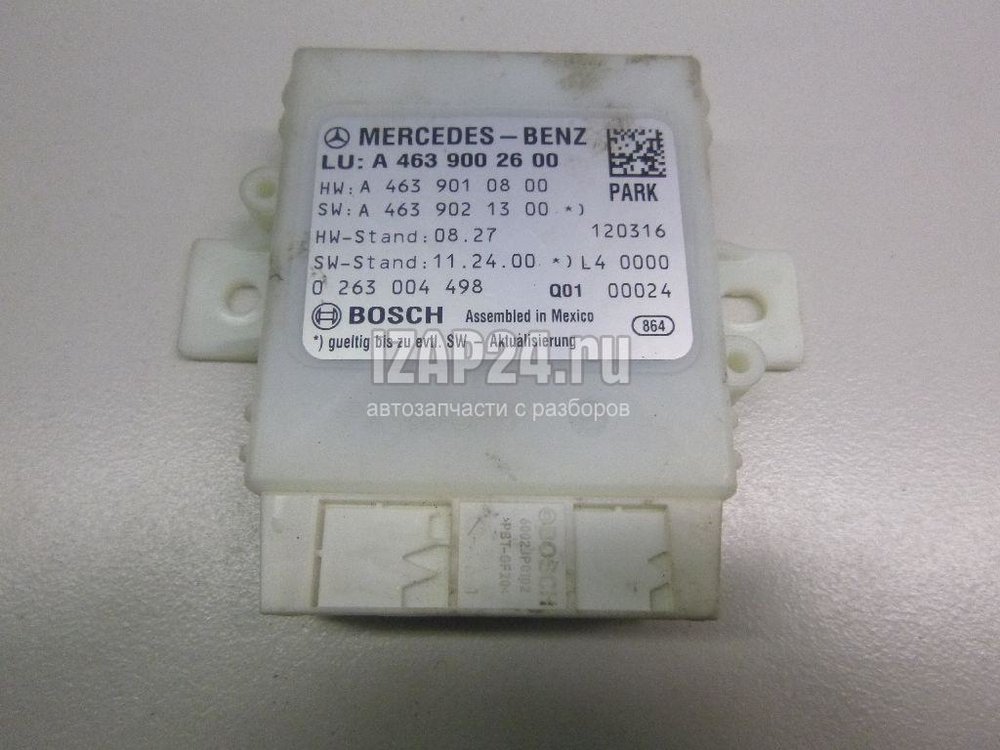 MERCEDES-BENZ
LU: A 463 900 26 00
PARK
HW: A 463 901 08 00
SW: A 463 902 13 00 *)
HW-Stand: 08.27 120316
SW-Stand: 11.24.00 *) L4 0000
0 263 004 498 Q01 00024
BOSCH Assembled in Mexico 864
*) gueltig bis zu evtl. SW - Aktualisierung
IZAP24.ru
автозапчасти с разборов
BOSCH